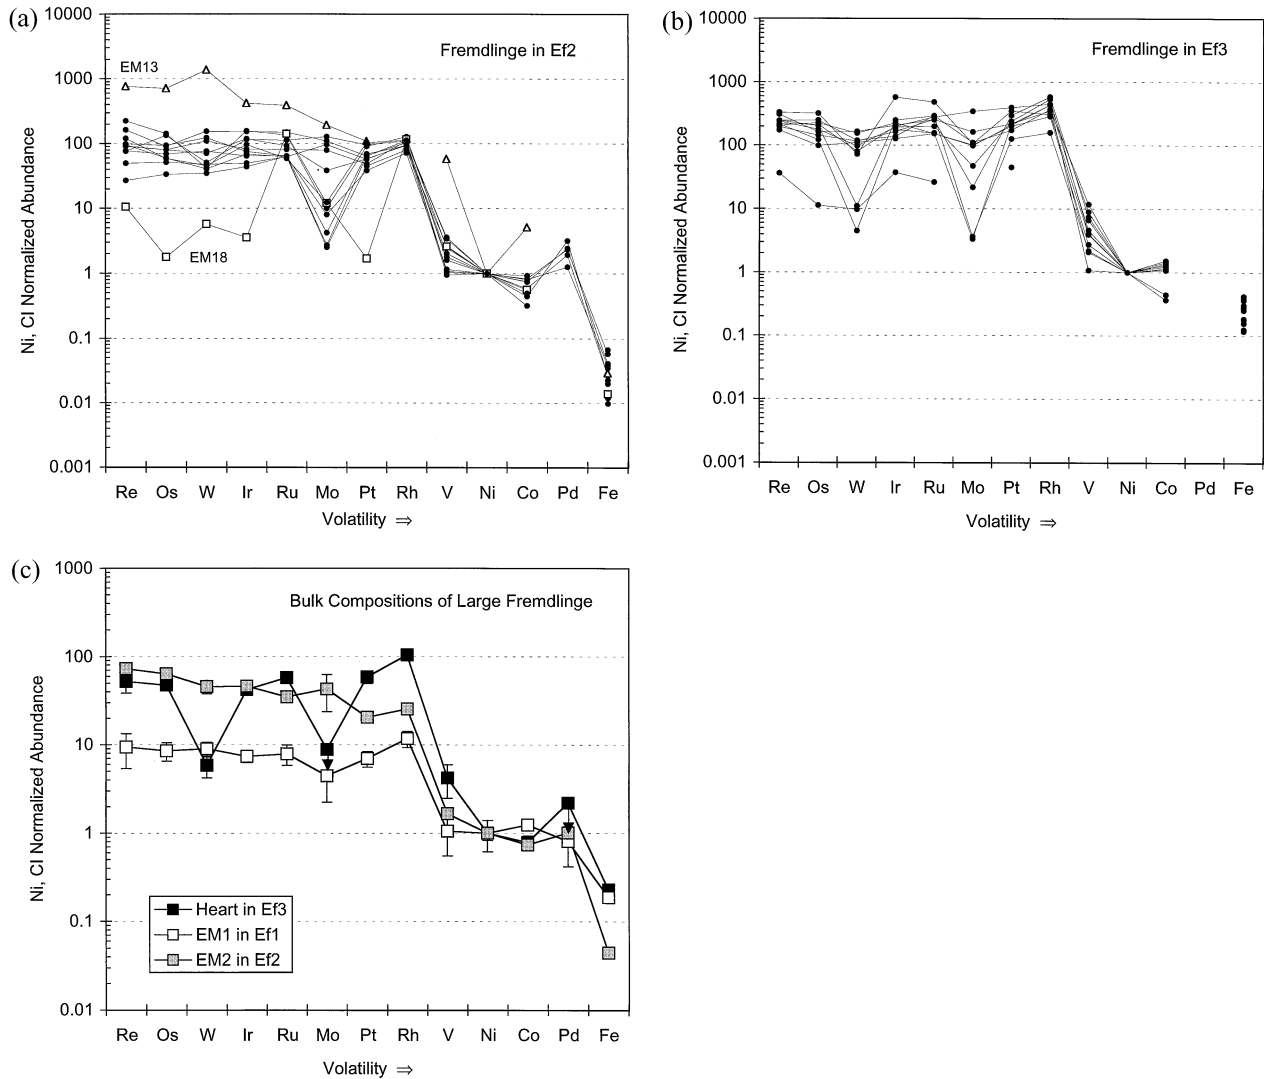 (a)
Fremdlinge in Ef2
Ni, CI Normalized Abundance
10000
1000
100
10
1
0.1
0.01
0.001
EM13
EM18
Re Os W Ir Ru Mo Pt Rh V Ni Co Pd Fe
Volatility ⇒
(b)
Fremdlinge in Ef3
Ni, CI Normalized Abundance
10000
1000
100
10
1
0.1
0.01
0.001
Re Os W Ir Ru Mo Pt Rh V Ni Co Pd Fe
Volatility ⇒
(c)
Bulk Compositions of Large Fremdlinge
Ni, CI Normalized Abundance
1000
100
10
1
0.1
0.01
Heart in Ef3
EM1 in Ef1
EM2 in Ef2
Re Os W Ir Ru Mo Pt Rh V Ni Co Pd Fe
Volatility ⇒